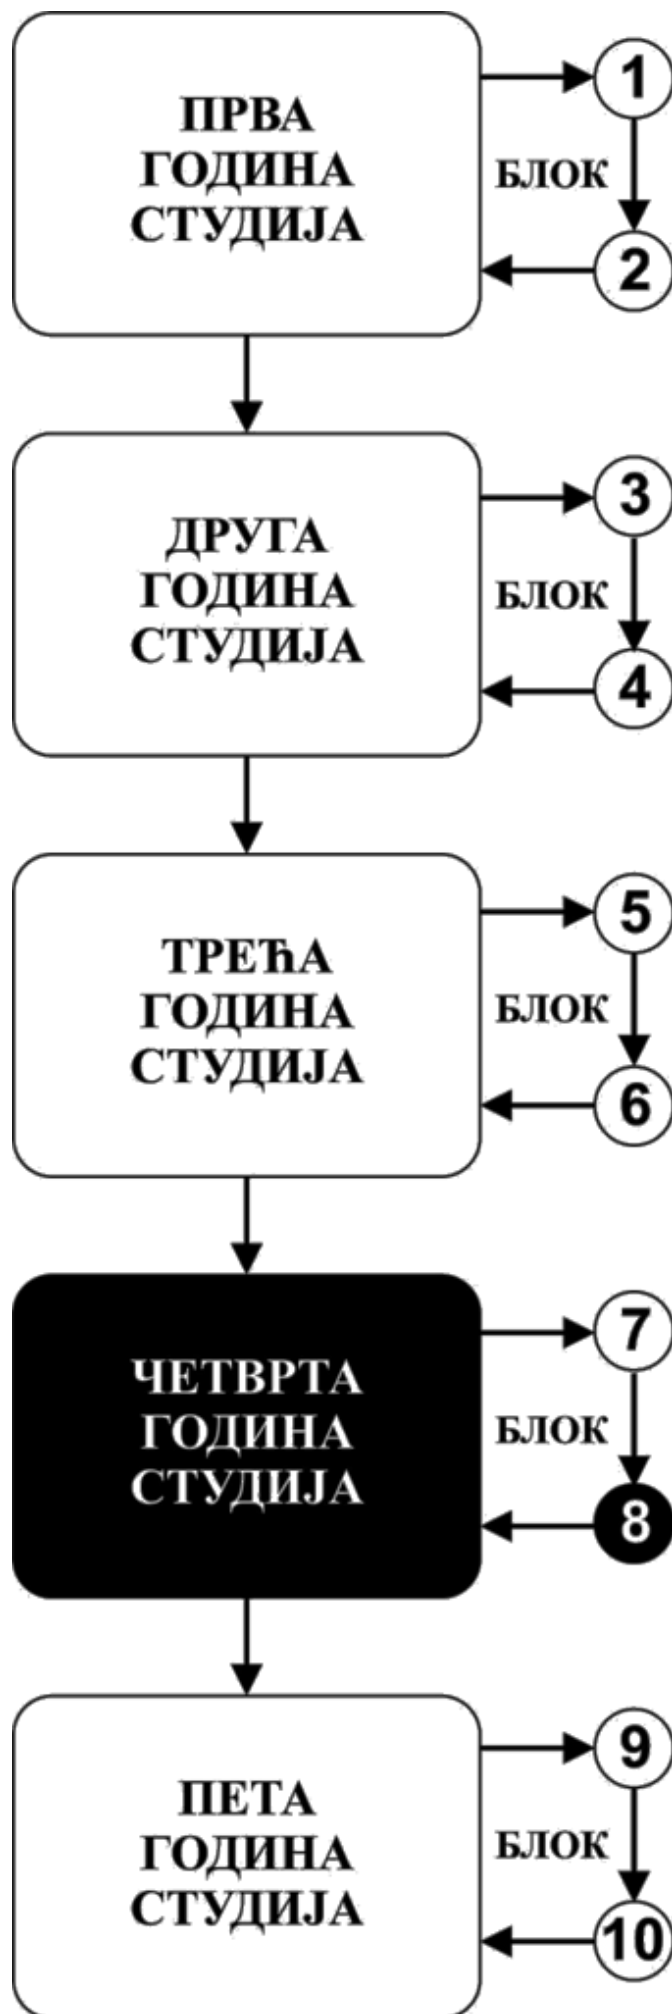 ПРВА
ГОДИНА
СТУДИЈА
1
БЛОК
2
ДРУГА
ГОДИНА
СТУДИЈА
3
БЛОК
4
ТРЕЋА
ГОДИНА
СТУДИЈА
5
БЛОК
6
ЧЕТВРТА
ГОДИНА
СТУДИЈА
7
БЛОК
8
ПЕТА
ГОДИНА
СТУДИЈА
9
БЛОК
10